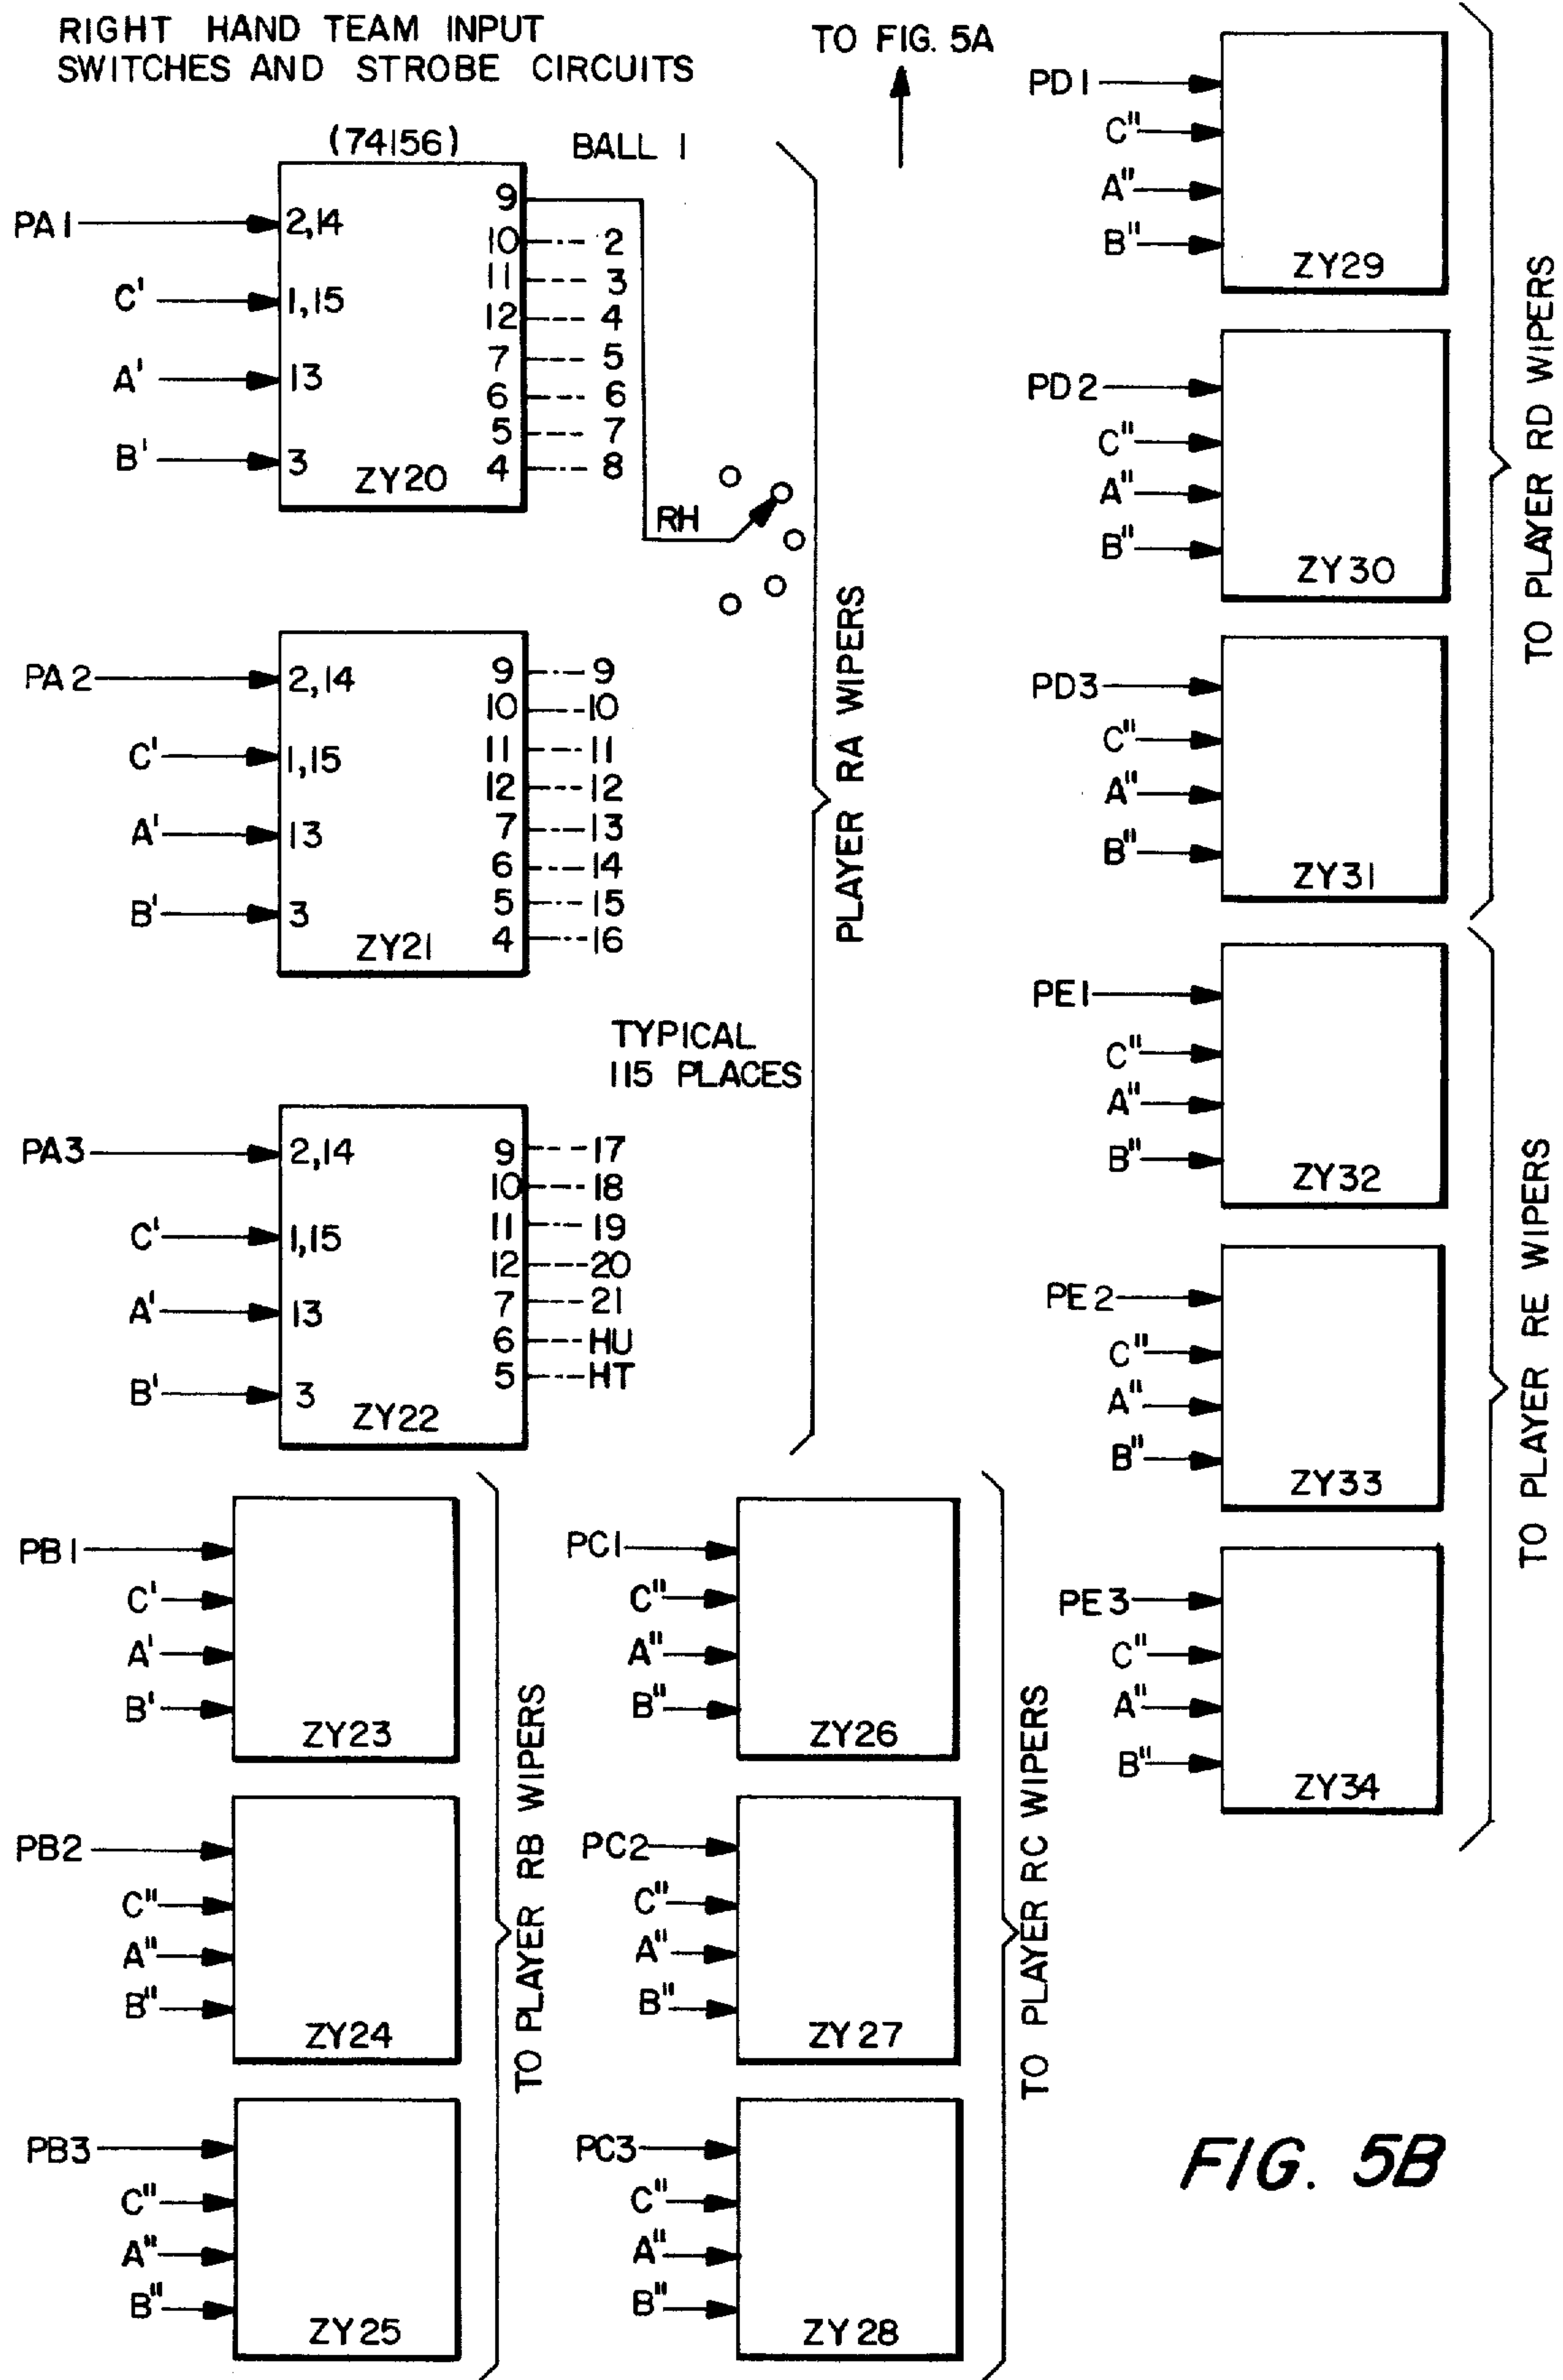 RIGHT HAND TEAM INPUT
SWITCHES AND STROBE CIRCUITS
TO FIG. 5A
(74156)
BALL 1
PA1
2,14
C'
1,15
A'
13
B'
3
ZY20
9
10 2
11 3
12 4
7 5
6 6
5 7
4 8
RH
PLAYER RA WIPERS
PA2
2,14
C'
1,15
A'
13
B'
3
ZY21
9 9
10 10
11 11
12 12
7 13
6 14
5 15
4 16
TYPICAL
115 PLACES
PA3
2,14
C'
1,15
A'
13
B'
3
ZY22
9 17
10 18
11 19
12 20
7 21
6 HU
5 HT
PB1
C'
A'
B'
ZY23
PB2
C"
A"
B"
ZY24
PB3
C"
A"
B"
ZY25
TO PLAYER RB WIPERS
PC1
C"
A"
B"
ZY26
PC2
C"
A"
B"
ZY27
PC3
C"
A"
B"
ZY28
TO PLAYER RC WIPERS
PD1
C"
A"
B"
ZY29
PD2
C"
A"
B"
ZY30
PD3
C"
A"
B"
ZY31
TO PLAYER RD WIPERS
PE1
C"
A"
B"
ZY32
PE2
C"
A"
B"
ZY33
PE3
C"
A"
B"
ZY34
TO PLAYER RE WIPERS
FIG. 5B